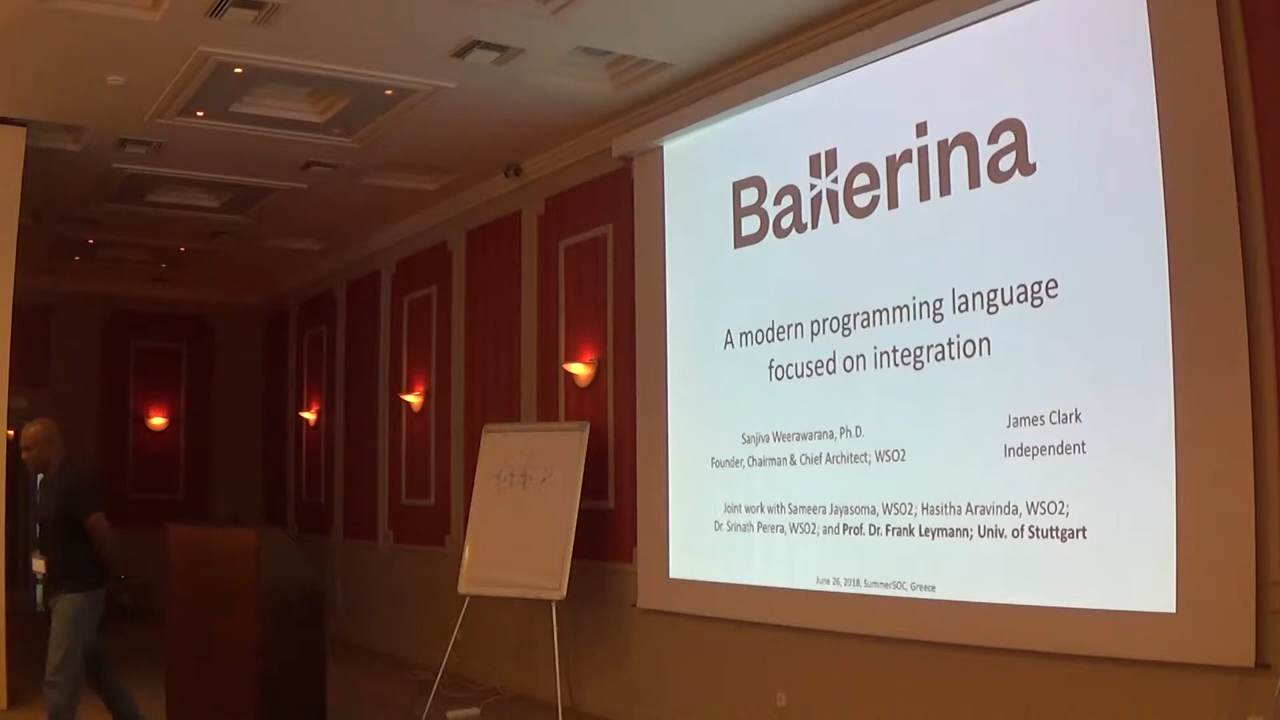 Ballerina
A modern programming language
focused on integration
Sanjiva Weerawarana, Ph.D.
Founder, Chairman & Chief Architect; WSO2
James Clark
Independent
Joint work with Sameera Jayasoma, WSO2; Hasitha Aravinda, WSO2;
Dr. Srinath Perera, WSO2; and Prof. Dr. Frank Leymann; Univ. of Stuttgart
June 26, 2018, SummerSOC, Greece